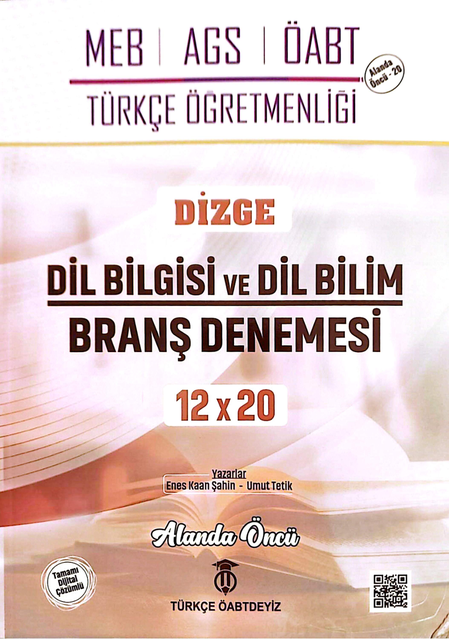 MEB | AGS | ÖABT
Alanda
Öncü - 20
TÜRKÇE ÖĞRETMENLİĞİ
DİZGE
DİL BİLGİSİ VE DİL BİLİM
BRANŞ DENEMESİ
12 x 20
Yazarlar
Enes Kaan Şahin - Umut Tetik
Alanda Öncü
Tamamı
Dijital
Çözümlü
TÜRKÇE ÖABTDEYİZ